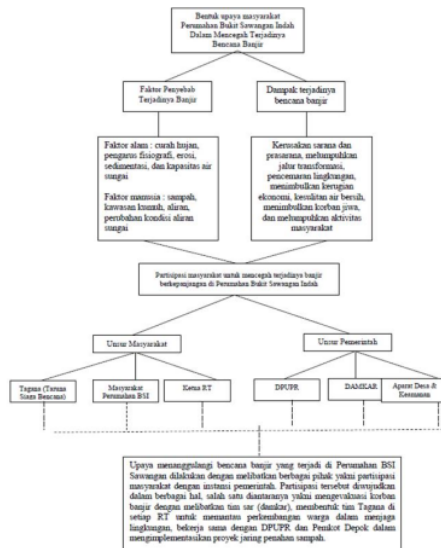 Bentuk upaya masyarakat
Perumahan Bukit Sawangan Indah
Dalam Mencegah Terjadinya
Bencana Banjir
Faktor Penyebab
Terjadinya Banjir
Dampak terjadinya
bencana banjir
Faktor alam : curah hujan,
pengarus fisiografi, erosi,
sedimentasi, dan kapasitas air
sungai
Faktor manusia : sampah,
kawasan kumuh, aliran,
perubahan kondisi aliran
sungai
Kerusakan sarana dan
prasarana, melumpuhkan
jalur transformasi,
pencemaran lingkungan,
menimbulkan kerugian
ekonomi, kesulitan air bersih,
menimbulkan korban jiwa,
dan melumpuhkan aktivitas
masyarakat
Partisipasi masyarakat untuk mencegah terjadinya banjir
berkepanjangan di Perumahan Bukit Sawangan Indah
Unsur Masyarakat
Unsur Pemerintah
Tagana (Taruna
Siaga Bencana)
Masyarakat
Perumahan BSI
Ketua RT
DPUPR
DAMKAR
Aparat Desa &
Keamanan
Upaya menanggulangi bencana banjir yang terjadi di Perumahan BSI
Sawangan dilakukan dengan melibatkan berbagai pihak yakni partisipasi
masyarakat dengan isstansi pemerintah. Partisipasi tersebut diwujudkan
dalam berbagai hal, salah satu diantaranya yakni mengevakuasi korban
banjir dengan melibatkan tim sar (damkar), membentuk tim Tagana di
setiap RT untuk memantau perkembangan warga dalam menjaga
lingkungan, bekerja sama dengan DPUPR dan Pemkot Depok dalam
mengimplementasikan proyek jaring penahan sampah.